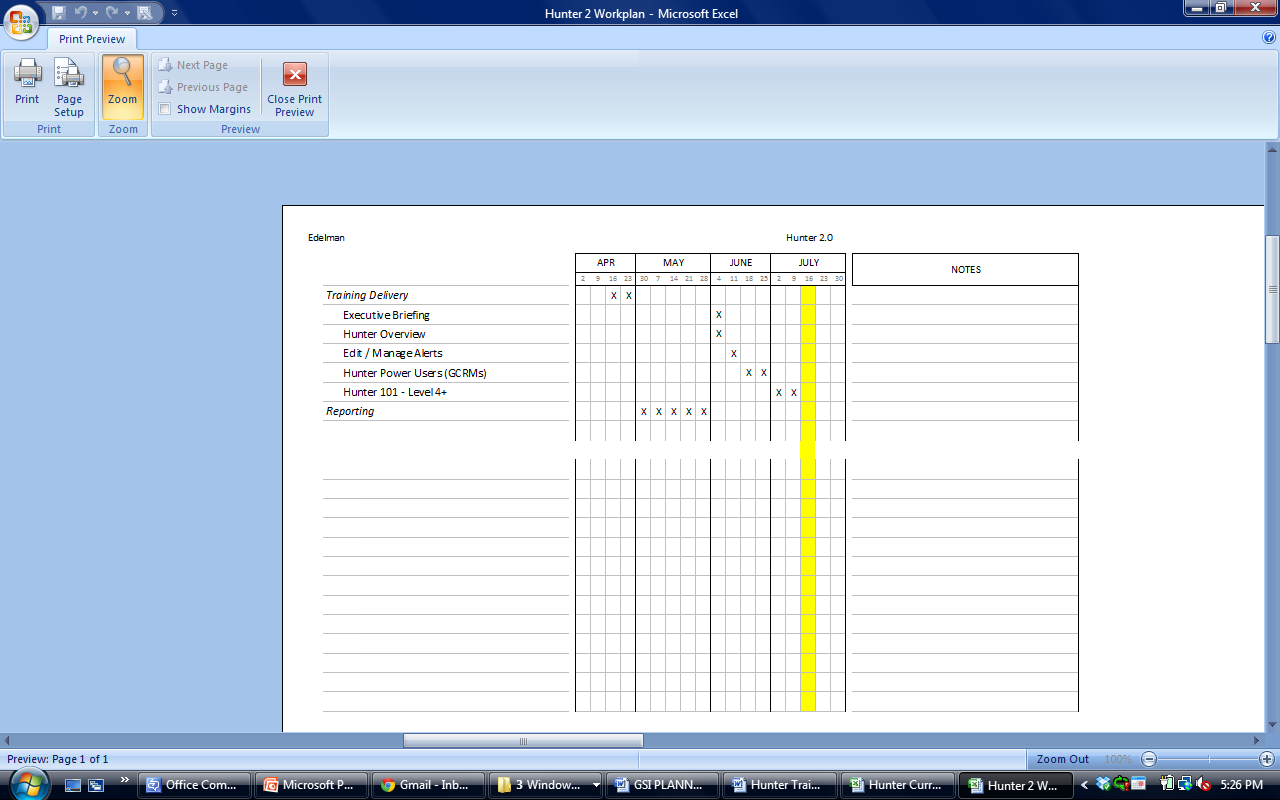 Hunter 2 Workplan - Microsoft Excel
Print Preview
Print
Page Setup
Zoom
Next Page
Previous Page
Show Margins
Close Print Preview
Print
Zoom
Preview
Edelman
Hunter 2.0
APR MAY JUNE JULY NOTES
2 9 16 23 30 7 14 21 28 4 11 18 25 2 9 16 23 30
Training Delivery X X
Executive Briefing X
Hunter Overview X
Edit / Manage Alerts X
Hunter Power Users (GCRMs) X X
Hunter 101 - Level 4+ X X
Reporting X X X X X
Preview: Page 1 of 1
Zoom Out 100%
Office Com... Microsoft P... Gmail - Inb... 3 Window... GSI PLANN... Hunter Trai... Hunter Curr... Hunter 2 W... 5:26 PM